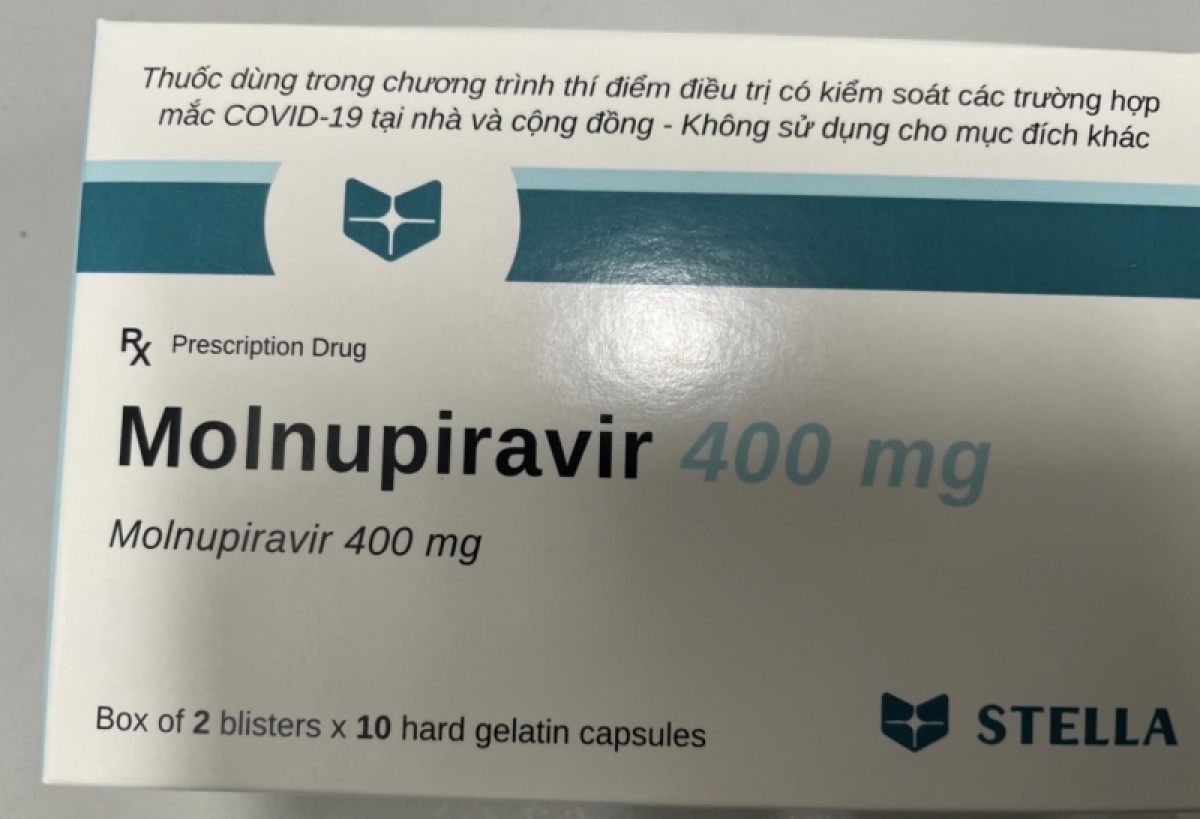 Thuốc dùng trong chương trình thí điểm điều trị có kiểm soát các trường hợp
mắc COVID-19 tại nhà và cộng đồng - Không sử dụng cho mục đích khác
Rx Prescription Drug
Molnupiravir 400 mg
Molnupiravir 400 mg
Box of 2 blisters x 10 hard gelatin capsules
STELLA